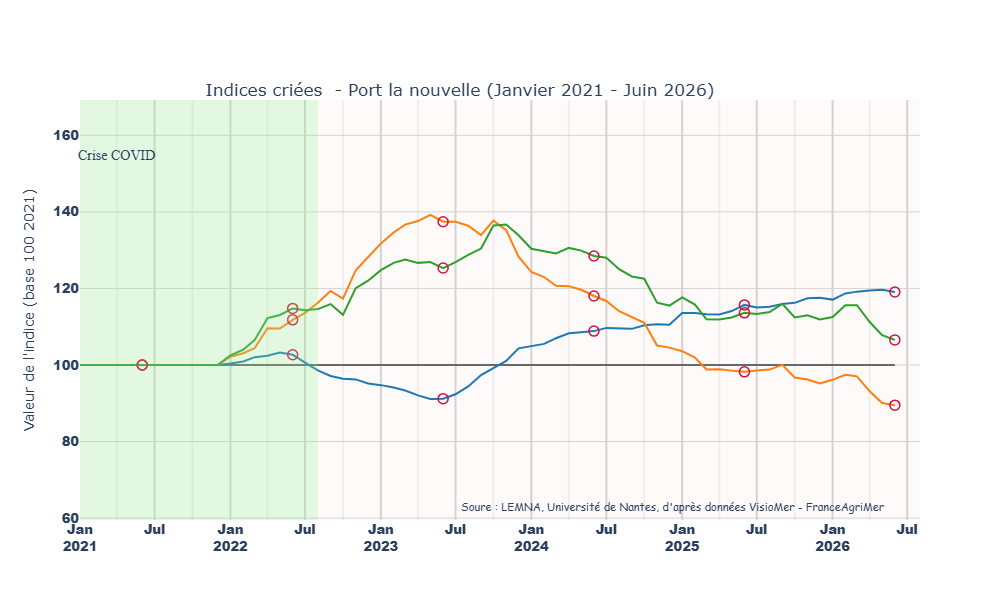 Indices criées  - Port la nouvelle (Janvier 2021 - Juin 2026)
Valeur de l'indice (base 100 2021)
160
Crise COVID
140
120
100
80
60
Soure : LEMNA, Université de Nantes, d'après données VisioMer - FranceAgriMer
Jan Jul Jan Jul Jan Jul Jan Jul Jan Jul Jan Jul
2021 2022 2023 2024 2025 2026